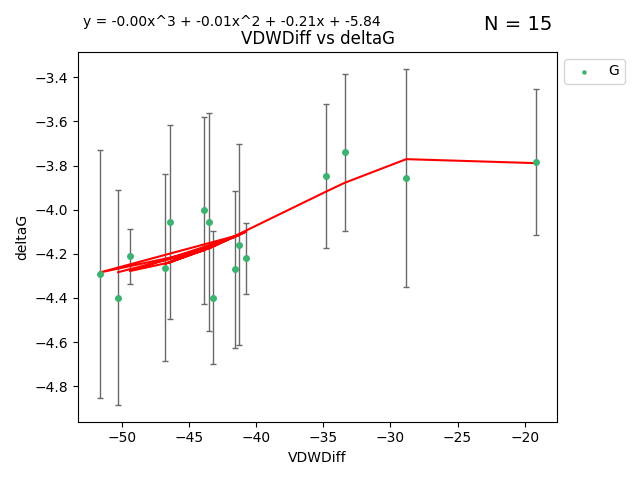 y = -0.00x^3 + -0.01x^2 + -0.21x + -5.84
N = 15
VDWDiff vs deltaG
G
deltaG
−3.4
−3.6
−3.8
−4.0
−4.2
−4.4
−4.6
−4.8
−50
−45
−40
−35
−30
−25
−20
VDWDiff